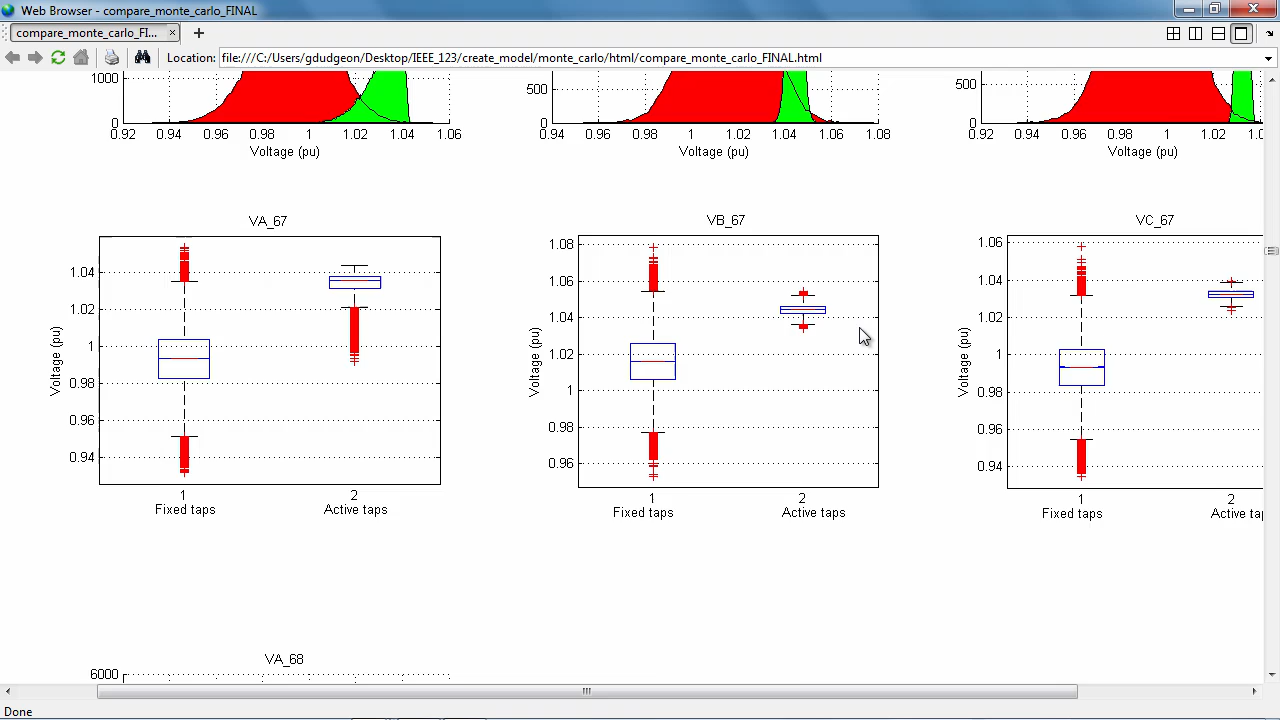 Web Browser - compare_monte_carlo_FINAL
compare_monte_carlo_FI...
Location: file:///C:/Users/gdudgeon/Desktop/IEEE_123/create_model/monte_carlo/html/compare_monte_carlo_FINAL.html
1000
0
0.92 0.94 0.96 0.98 1 1.02 1.04 1.06
Voltage (pu)
500
0
0.94 0.96 0.98 1 1.02 1.04 1.06 1.08
Voltage (pu)
500
0
0.92 0.94 0.96 0.98 1 1.02 1.0
Voltage (pu)
VA_67
1.04
1.02
1
0.98
0.96
0.94
Voltage (pu)
1 2
Fixed taps Active taps
VB_67
1.08
1.06
1.04
1.02
1
0.98
0.96
Voltage (pu)
1 2
Fixed taps Active taps
VC_67
1.06
1.04
1.02
1
0.98
0.96
0.94
Voltage (pu)
1 2
Fixed taps Active tap
VA_68
6000
Done